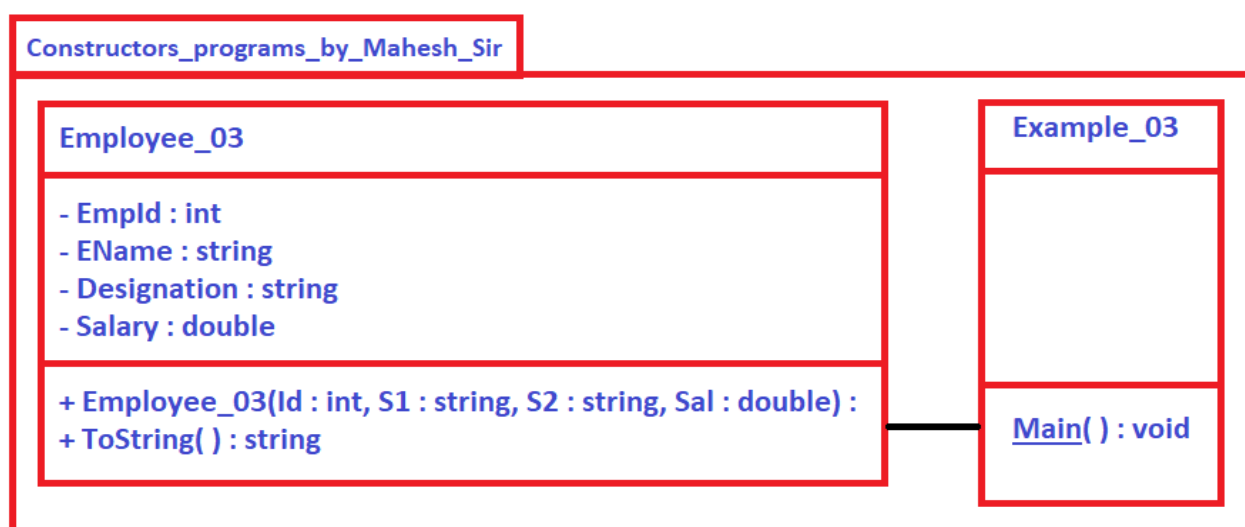 Constructors_programs_by_Mahesh_Sir
Employee_03
- EmpId : int
- EName : string
- Designation : string
- Salary : double
+ Employee_03(Id : int, S1 : string, S2 : string, Sal : double) :
+ ToString( ) : string
Example_03
Main( ) : void